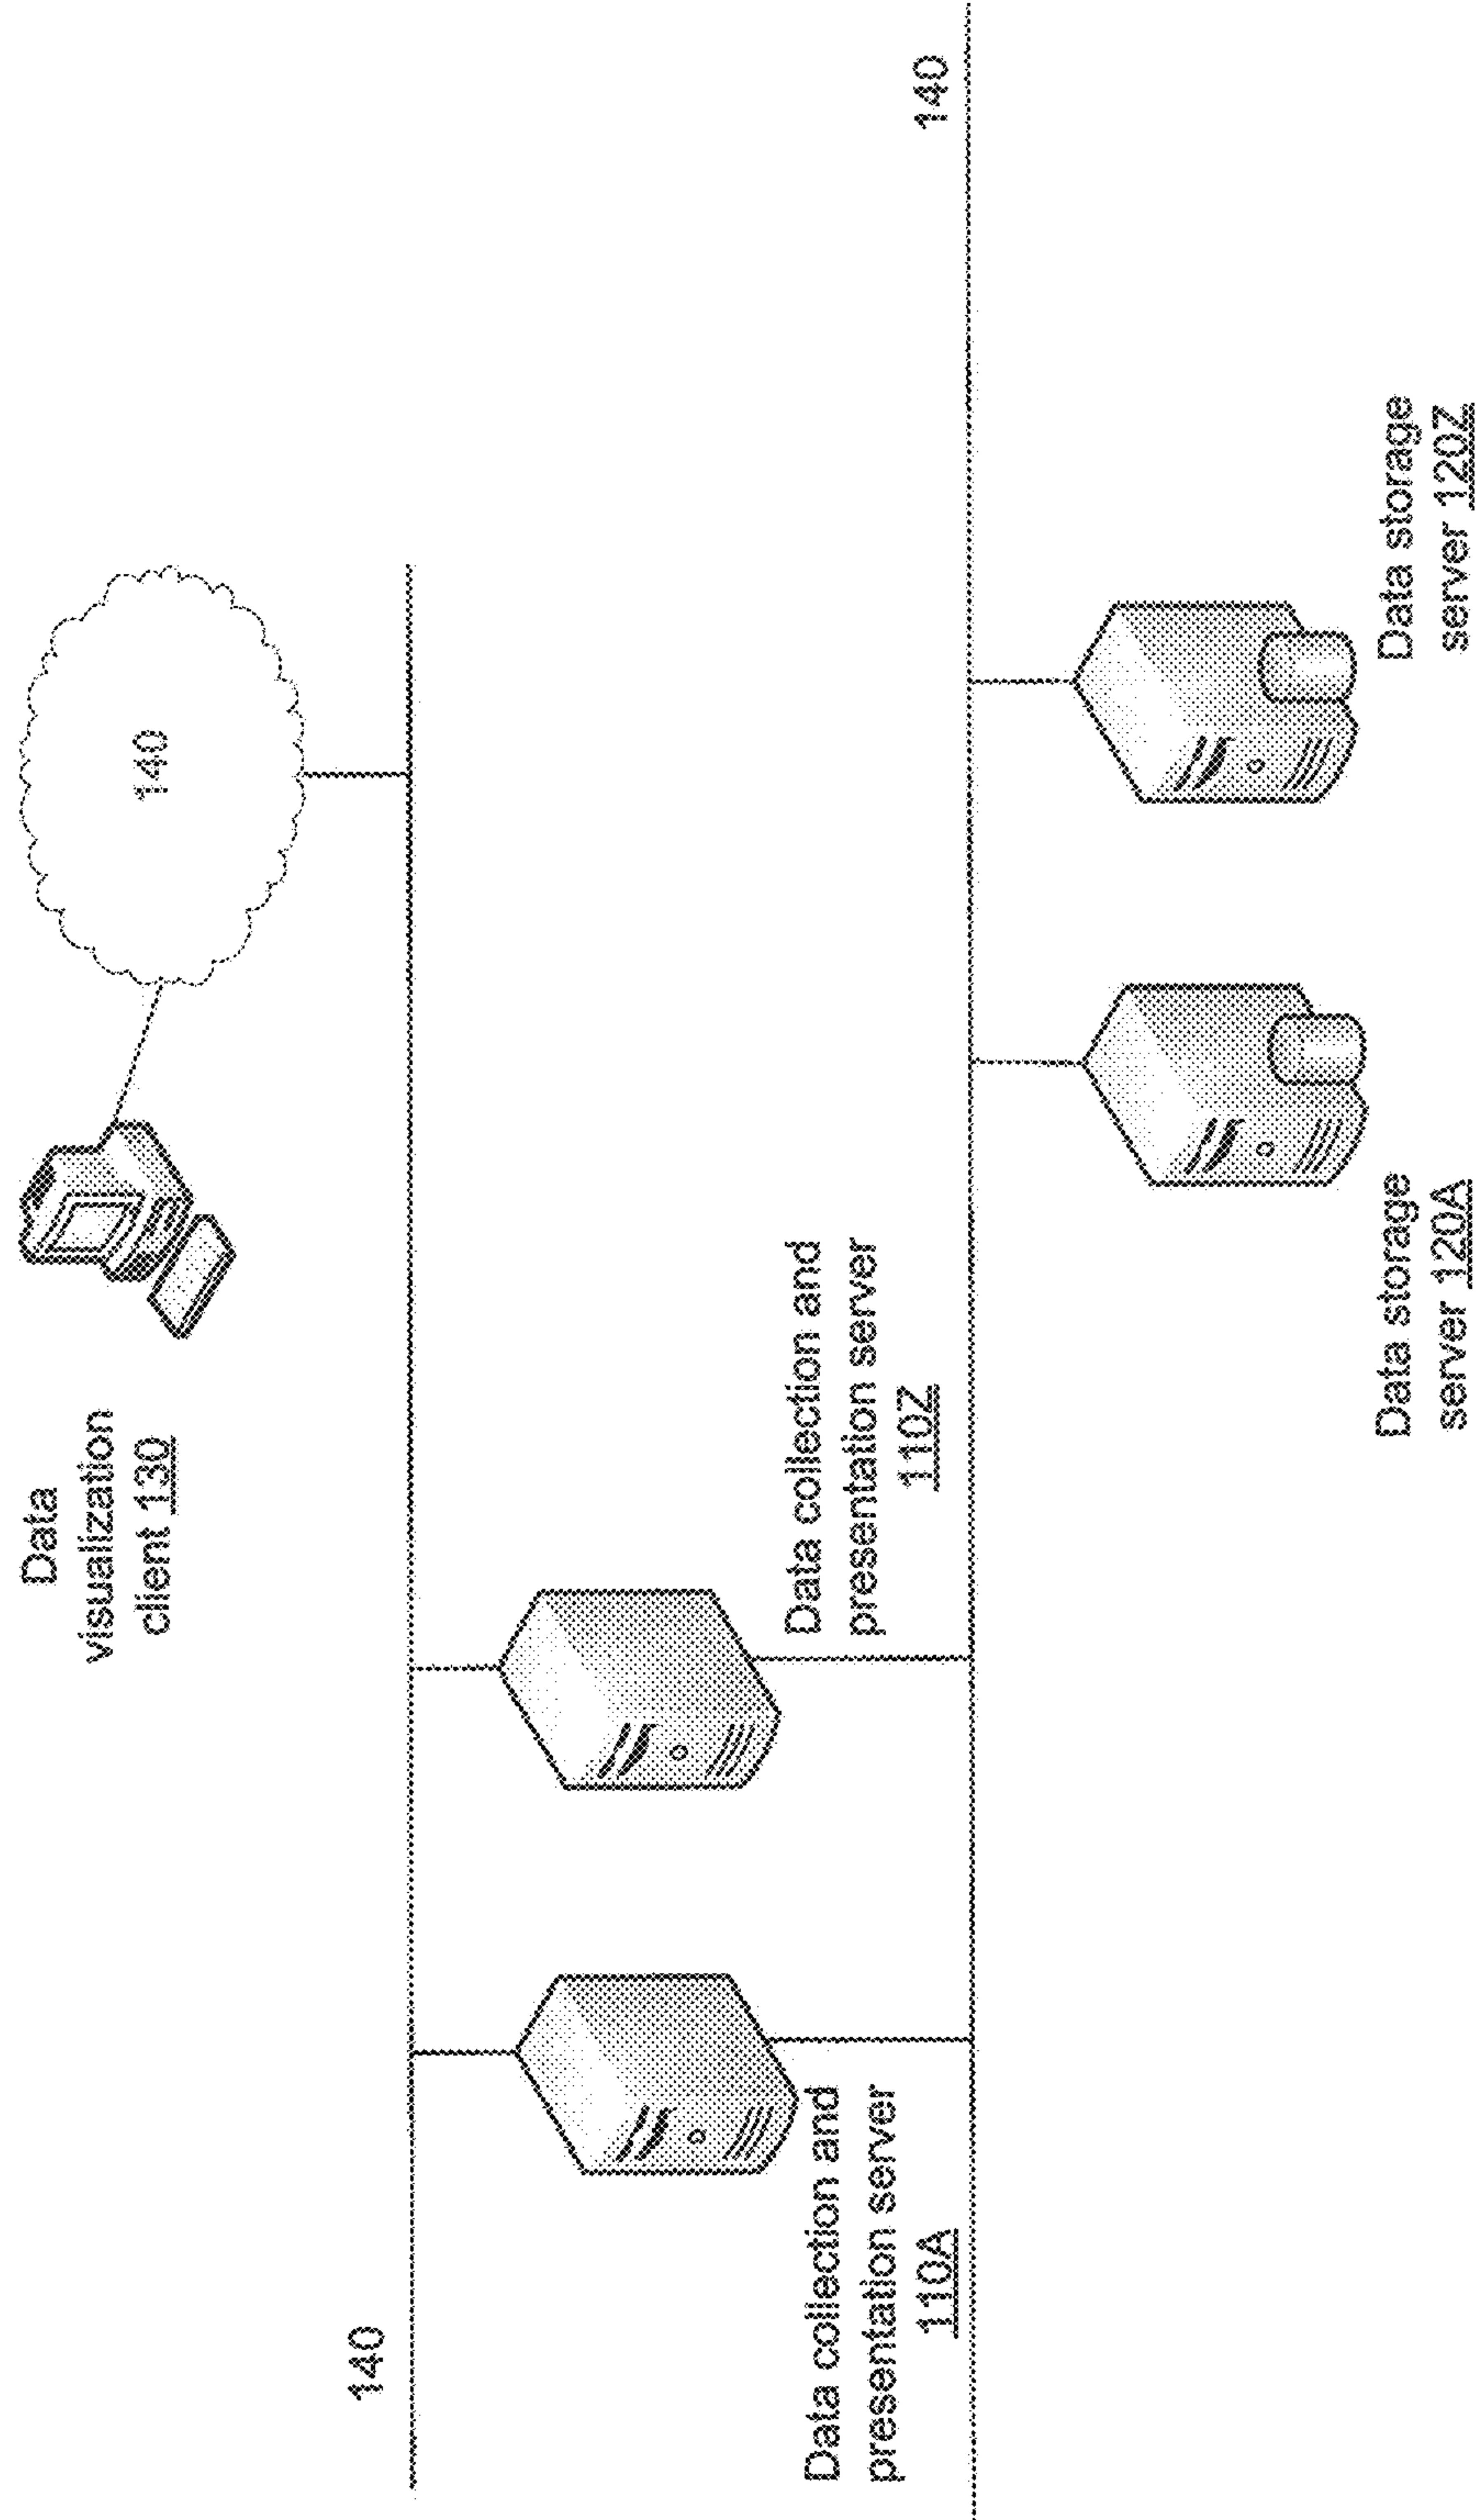 Data
visualization
client 130
140
140
Data collection and
presentation server
110A
Data collection and
presentation server
110Z
140
Data storage
server 120A
Data storage
server 120Z